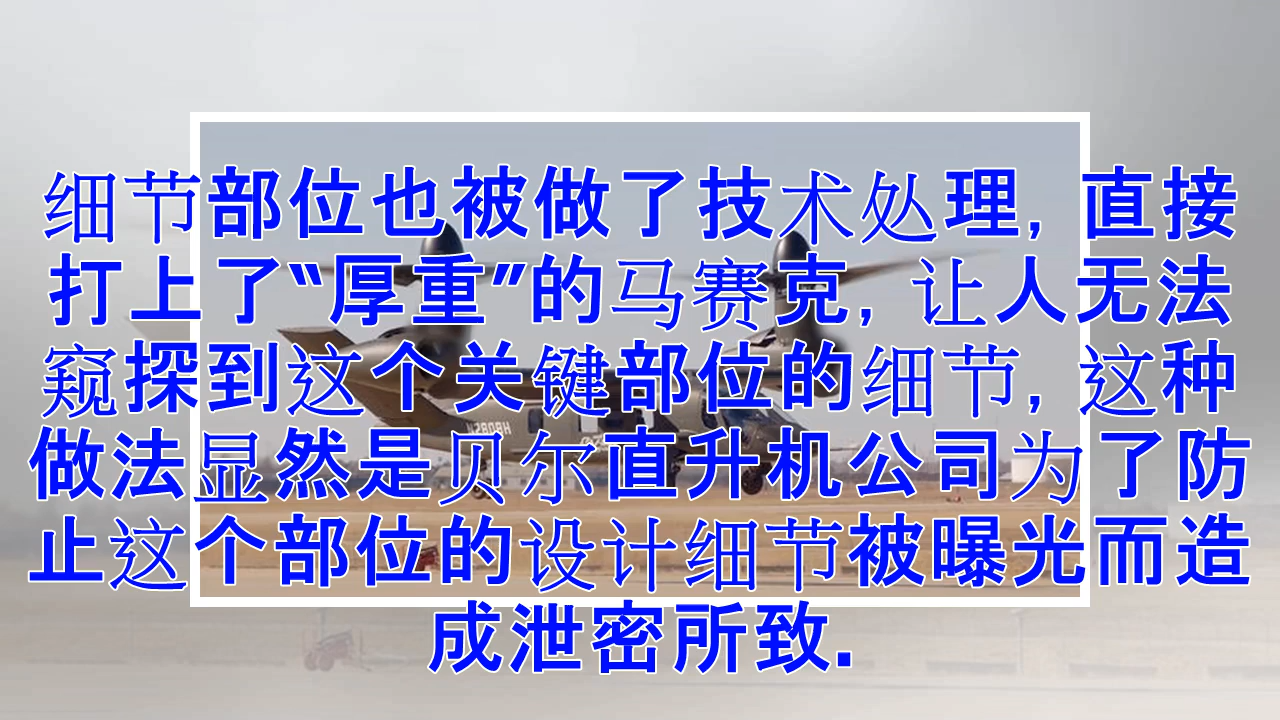 细节部位也被做了技术处理, 直接
打上了“厚重”的马赛克, 让人无法
窥探到这个关键部位的细节, 这种
做法显然是贝尔直升机公司为了防
止这个部位的设计细节被曝光而造
成泄密所致.
N280BH